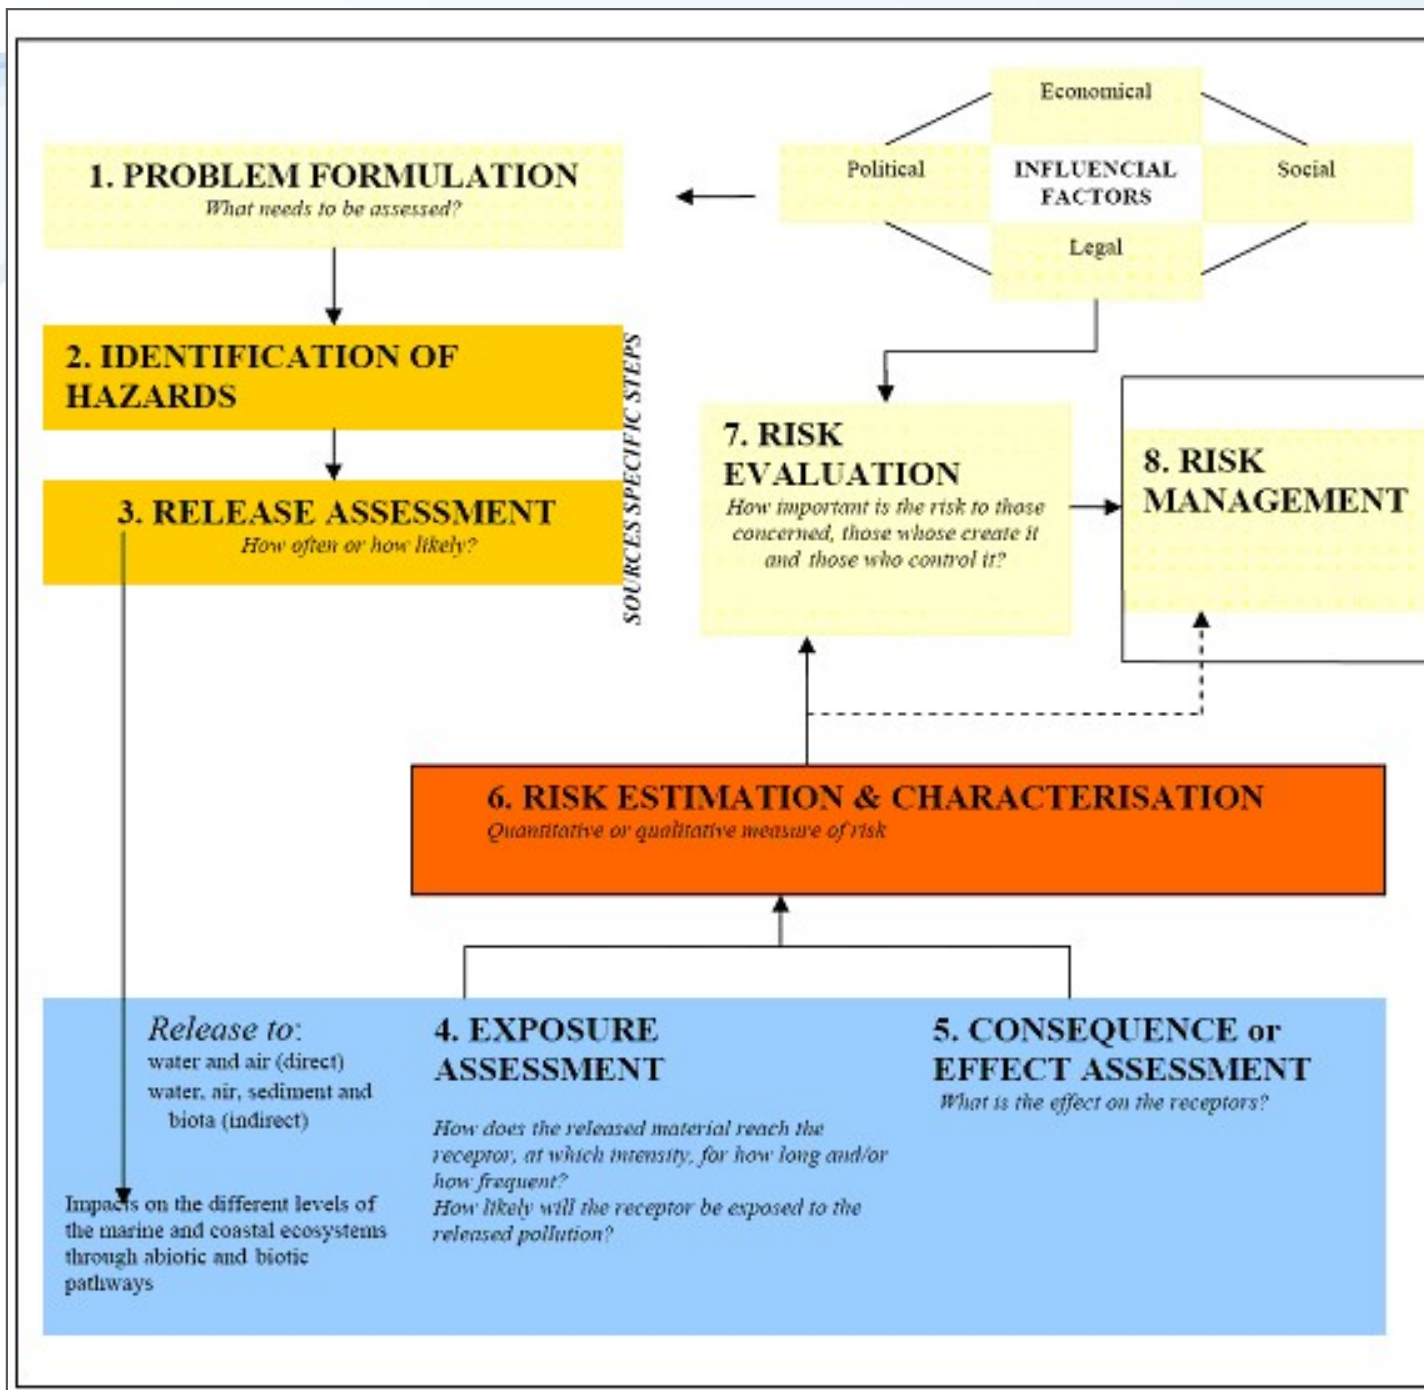 Economical
Political
INFLUENCIAL
FACTORS
Social
Legal
1. PROBLEM FORMULATION
What needs to be assessed?
2. IDENTIFICATION OF
HAZARDS
3. RELEASE ASSESSMENT
How often or how likely?
SOURCES SPECIFIC STEPS
7. RISK
EVALUATION
How important is the risk to those
concerned, those whose create it
and those who control it?
8. RISK
MANAGEMENT
6. RISK ESTIMATION & CHARACTERISATION
Quantitative or qualitative measure of risk
Release to:
water and air (direct)
water, air, sediment and
biota (indirect)
Impacts on the different levels of
the marine and coastal ecosystems
through abiotic and biotic
pathways
4. EXPOSURE
ASSESSMENT
How does the released material reach the
receptor, at which intensity, for how long and/or
how frequent?
How likely will the receptor be exposed to the
released pollution?
5. CONSEQUENCE or
EFFECT ASSESSMENT
What is the effect on the receptors?